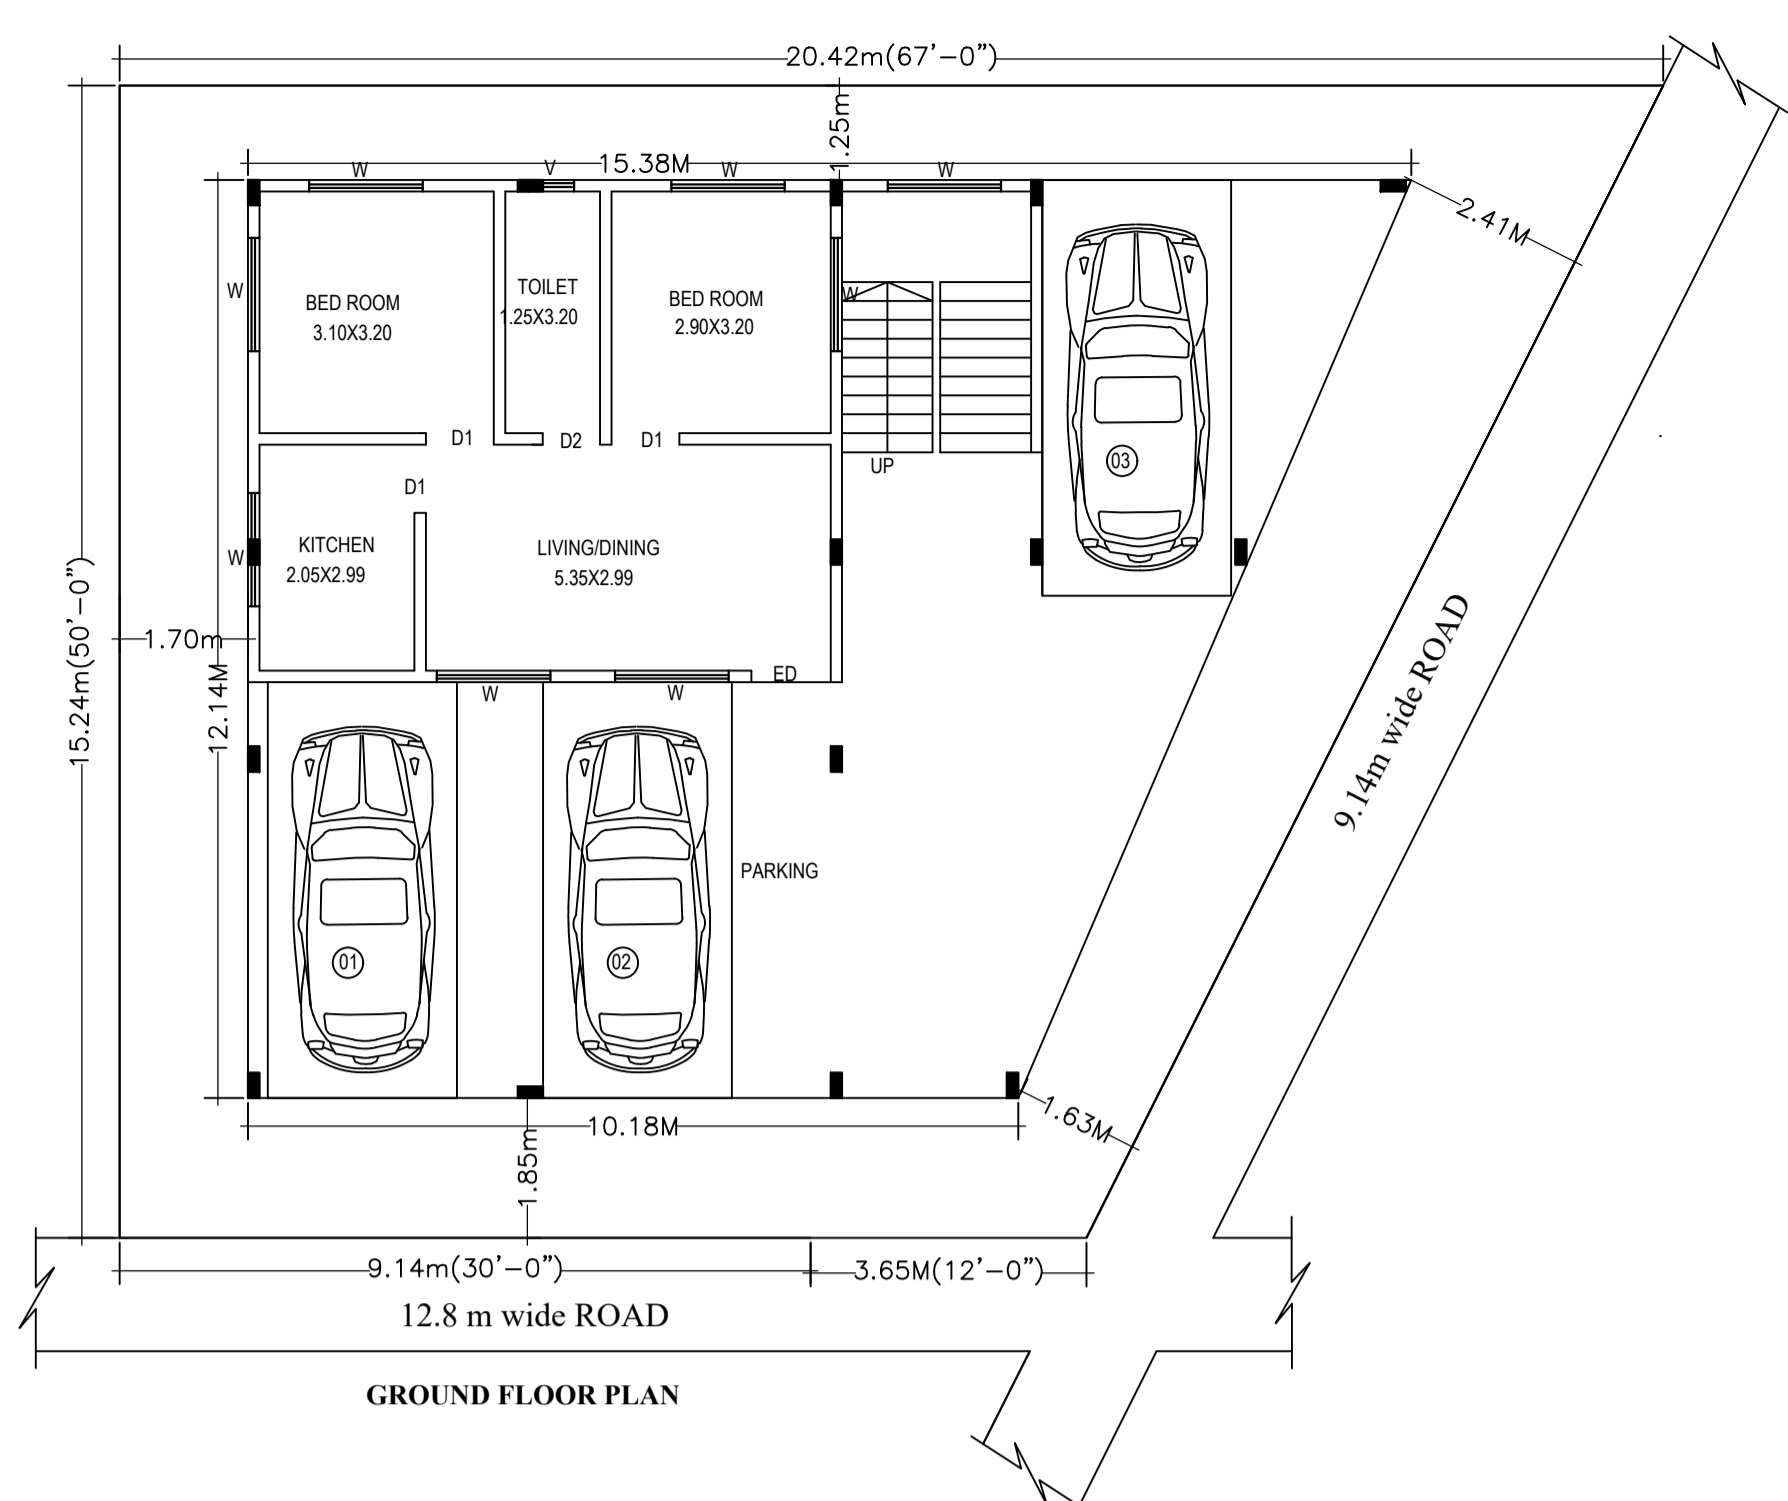 20.42m(67'-0")
1.25m
15.38M
W
V
W
W
2.41M
W
BED ROOM
3.10X3.20
TOILET
1.25X3.20
BED ROOM
2.90X3.20
W
D1
D2
D1
UP
03
D1
W
KITCHEN
2.05X2.99
LIVING/DINING
5.35X2.99
15.24m(50'-0")
1.70m
12.14M
W
W
ED
9.14m wide ROAD
PARKING
01
02
10.18M
1.63M
1.85m
9.14m(30'-0")
3.65M(12'-0")
12.8 m wide ROAD
GROUND FLOOR PLAN